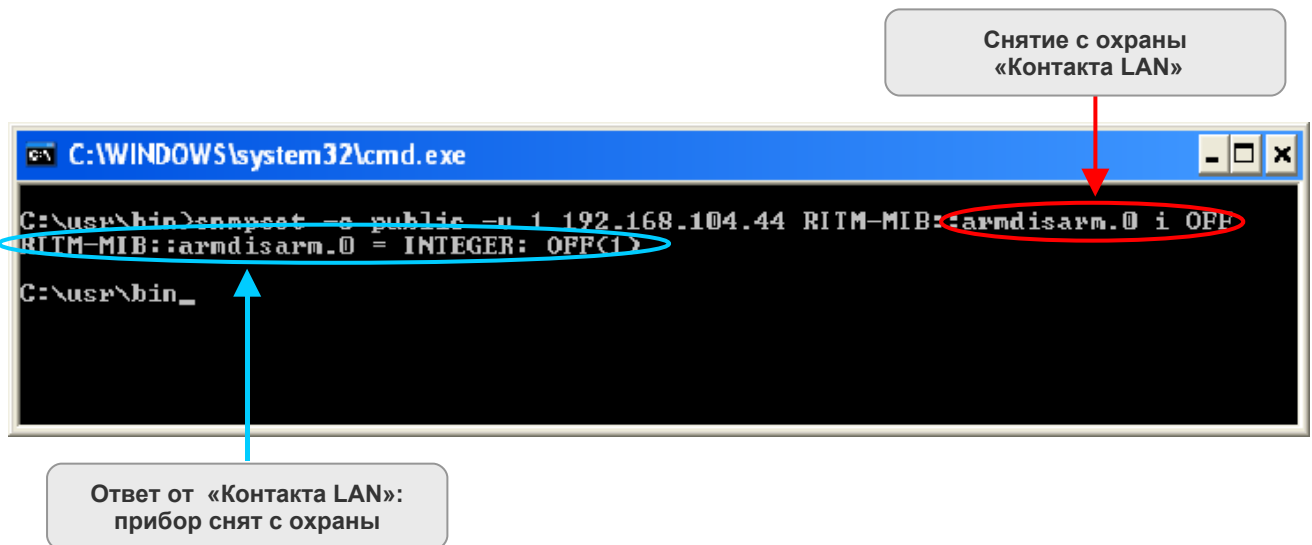 Снятие с охраны
«Контакта LAN»
C:\WINDOWS\system32\cmd.exe
C:\usr\bin>snmpset -c public -v 1 192.168.104.44 RITM-MIB::armdisarm.0 i OFF
RITM-MIB::armdisarm.0 = INTEGER: OFF(1)
C:\usr\bin_
Ответ от «Контакта LAN»:
прибор снят с охраны